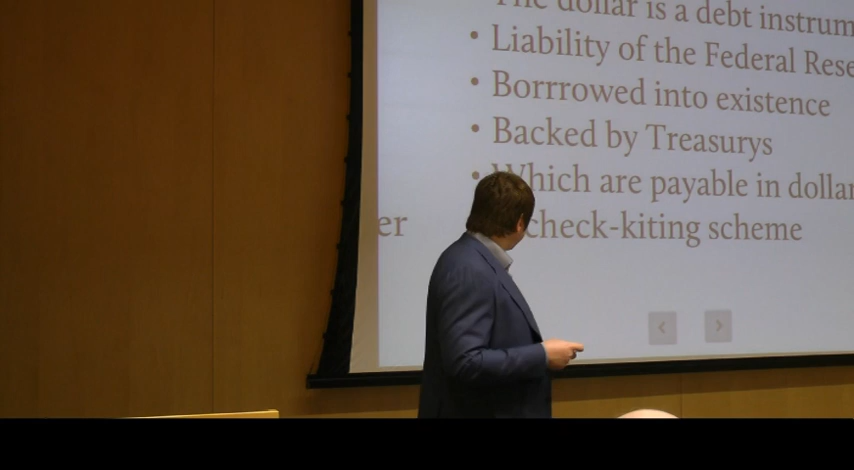 The dollar is a debt instrum
• Liability of the Federal Rese
• Borrrowed into existence
• Backed by Treasurys
• Which are payable in dollar
er check-kiting scheme